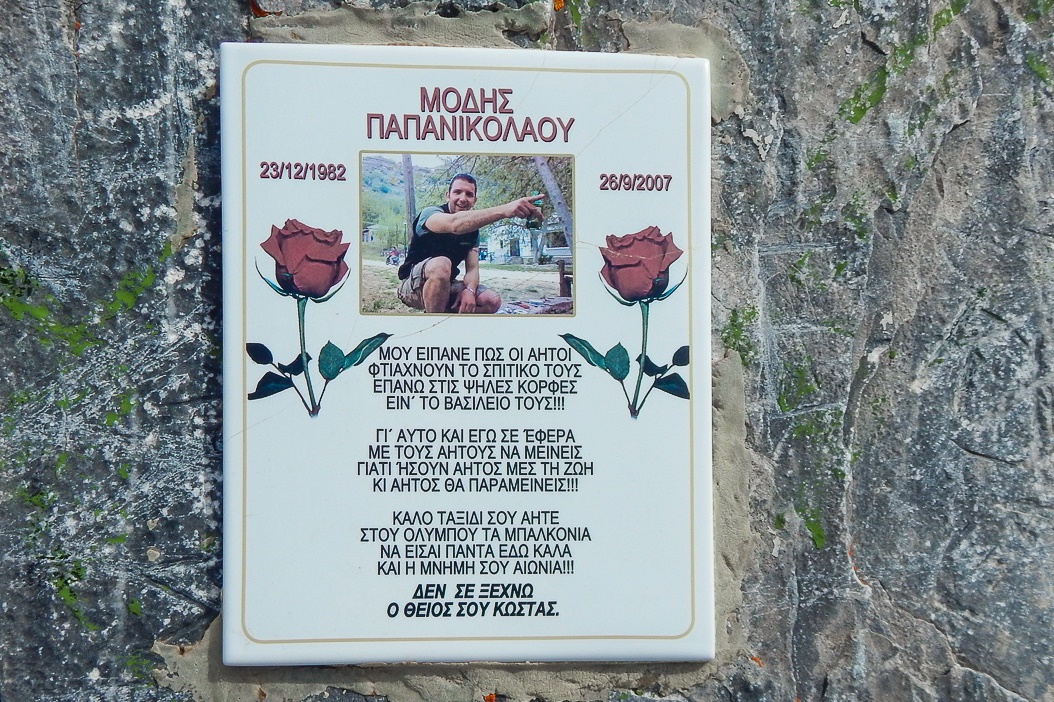 ΜΟΔΗΣ
ΠΑΠΑΝΙΚΟΛΑΟΥ
23/12/1982
26/9/2007
ΜΟΥ ΕΙΠΑΝΕ ΠΩΣ ΟΙ ΑΗΤΟΙ
ΦΤΙΑΧΝΟΥΝ ΤΟ ΣΠΙΤΙΚΟ ΤΟΥΣ
ΕΠΑΝΩ ΣΤΙΣ ΨΗΛΕΣ ΚΟΡΦΕΣ
ΕΙΝ΄ ΤΟ ΒΑΣΙΛΕΙΟ ΤΟΥΣ!!!
ΓΙ΄ ΑΥΤΟ ΚΑΙ ΕΓΩ ΣΕ ΈΦΕΡΑ
ΜΕ ΤΟΥΣ ΑΗΤΟΥΣ ΝΑ ΜΕΙΝΕΙΣ
ΓΙΑΤΙ ΉΣΟΥΝ ΑΗΤΟΣ ΜΕΣ ΤΗ ΖΩΗ
ΚΙ ΑΗΤΟΣ ΘΑ ΠΑΡΑΜΕΙΝΕΙΣ!!!
ΚΑΛΟ ΤΑΞΙΔΙ ΣΟΥ ΑΗΤΕ
ΣΤΟΥ ΟΛΥΜΠΟΥ ΤΑ ΜΠΑΛΚΟΝΙΑ
ΝΑ ΕΙΣΑΙ ΠΑΝΤΑ ΕΔΩ ΚΑΛΑ
ΚΑΙ Η ΜΝΗΜΗ ΣΟΥ ΑΙΩΝΙΑ!!!
ΔΕΝ ΣΕ ΞΕΧΝΩ
Ο ΘΕΙΟΣ ΣΟΥ ΚΩΣΤΑΣ.